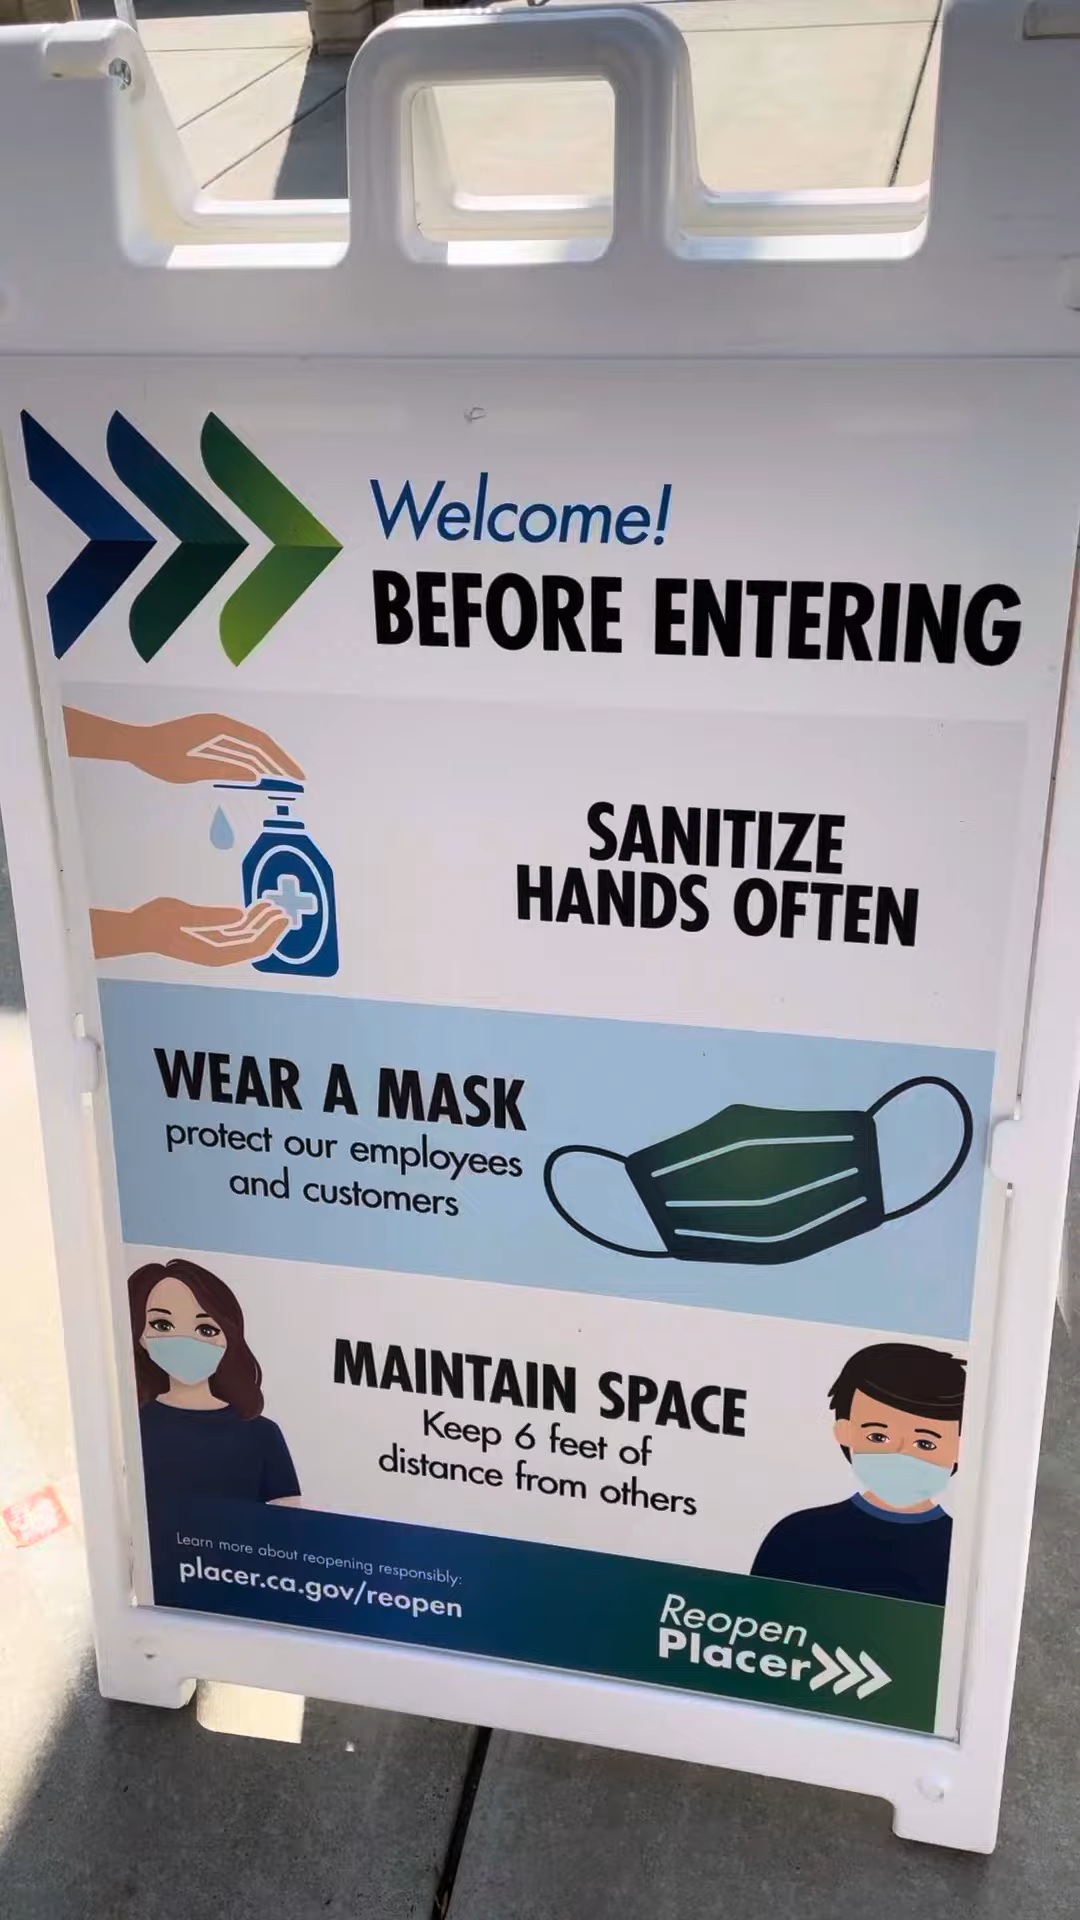 Welcome!
BEFORE ENTERING
SANITIZE
HANDS OFTEN
WEAR A MASK
protect our employees
and customers
MAINTAIN SPACE
Keep 6 feet of
distance from others
Learn more about reopening responsibly:
placer.ca.gov/reopen
Reopen
Placer